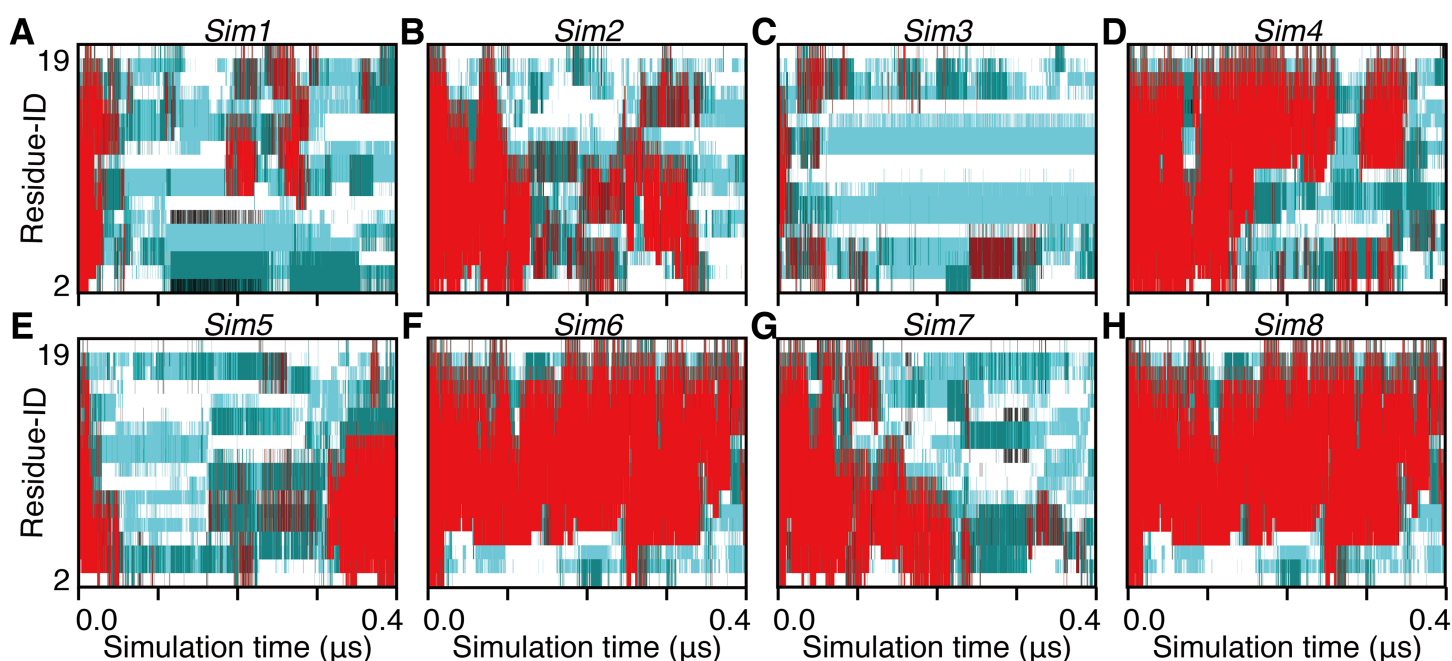 A Sim1 B Sim2 C Sim3 D Sim4
19
Residue-ID
2
E Sim5 F Sim6 G Sim7 H Sim8
19
Residue-ID
2
0.0 0.4 0.0 0.4 0.0 0.4 0.0 0.4
Simulation time (µs) Simulation time (µs) Simulation time (µs) Simulation time (µs)